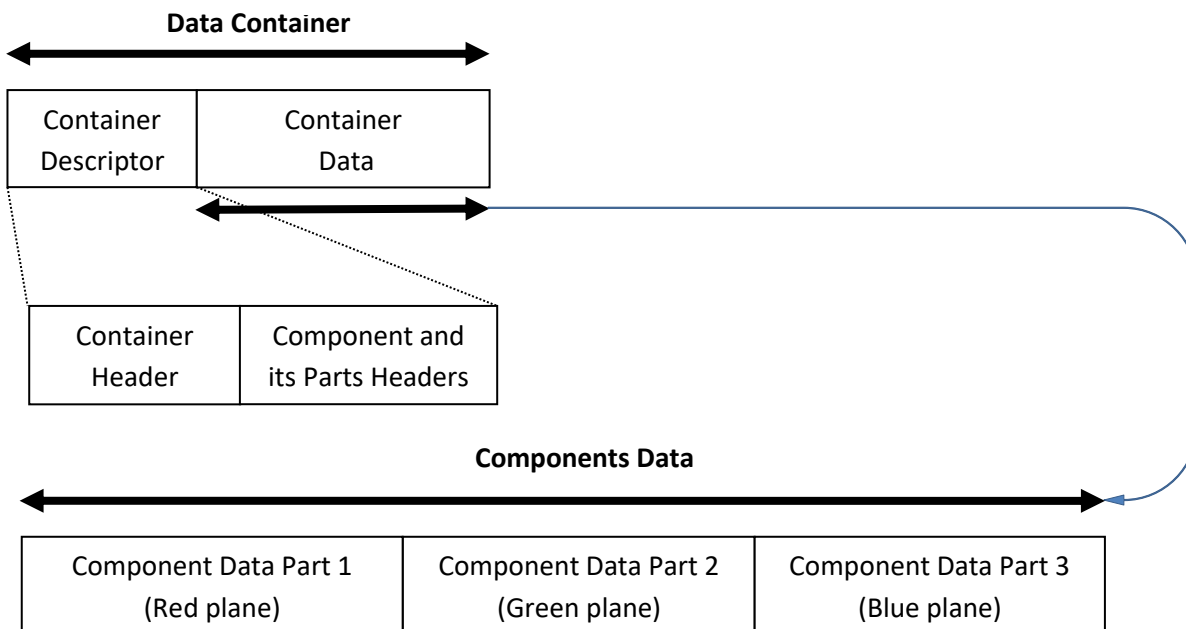 Data Container
Container
Descriptor
Container
Data
Container
Header
Component and
its Parts Headers
Components Data
Component Data Part 1
(Red plane)
Component Data Part 2
(Green plane)
Component Data Part 3
(Blue plane)